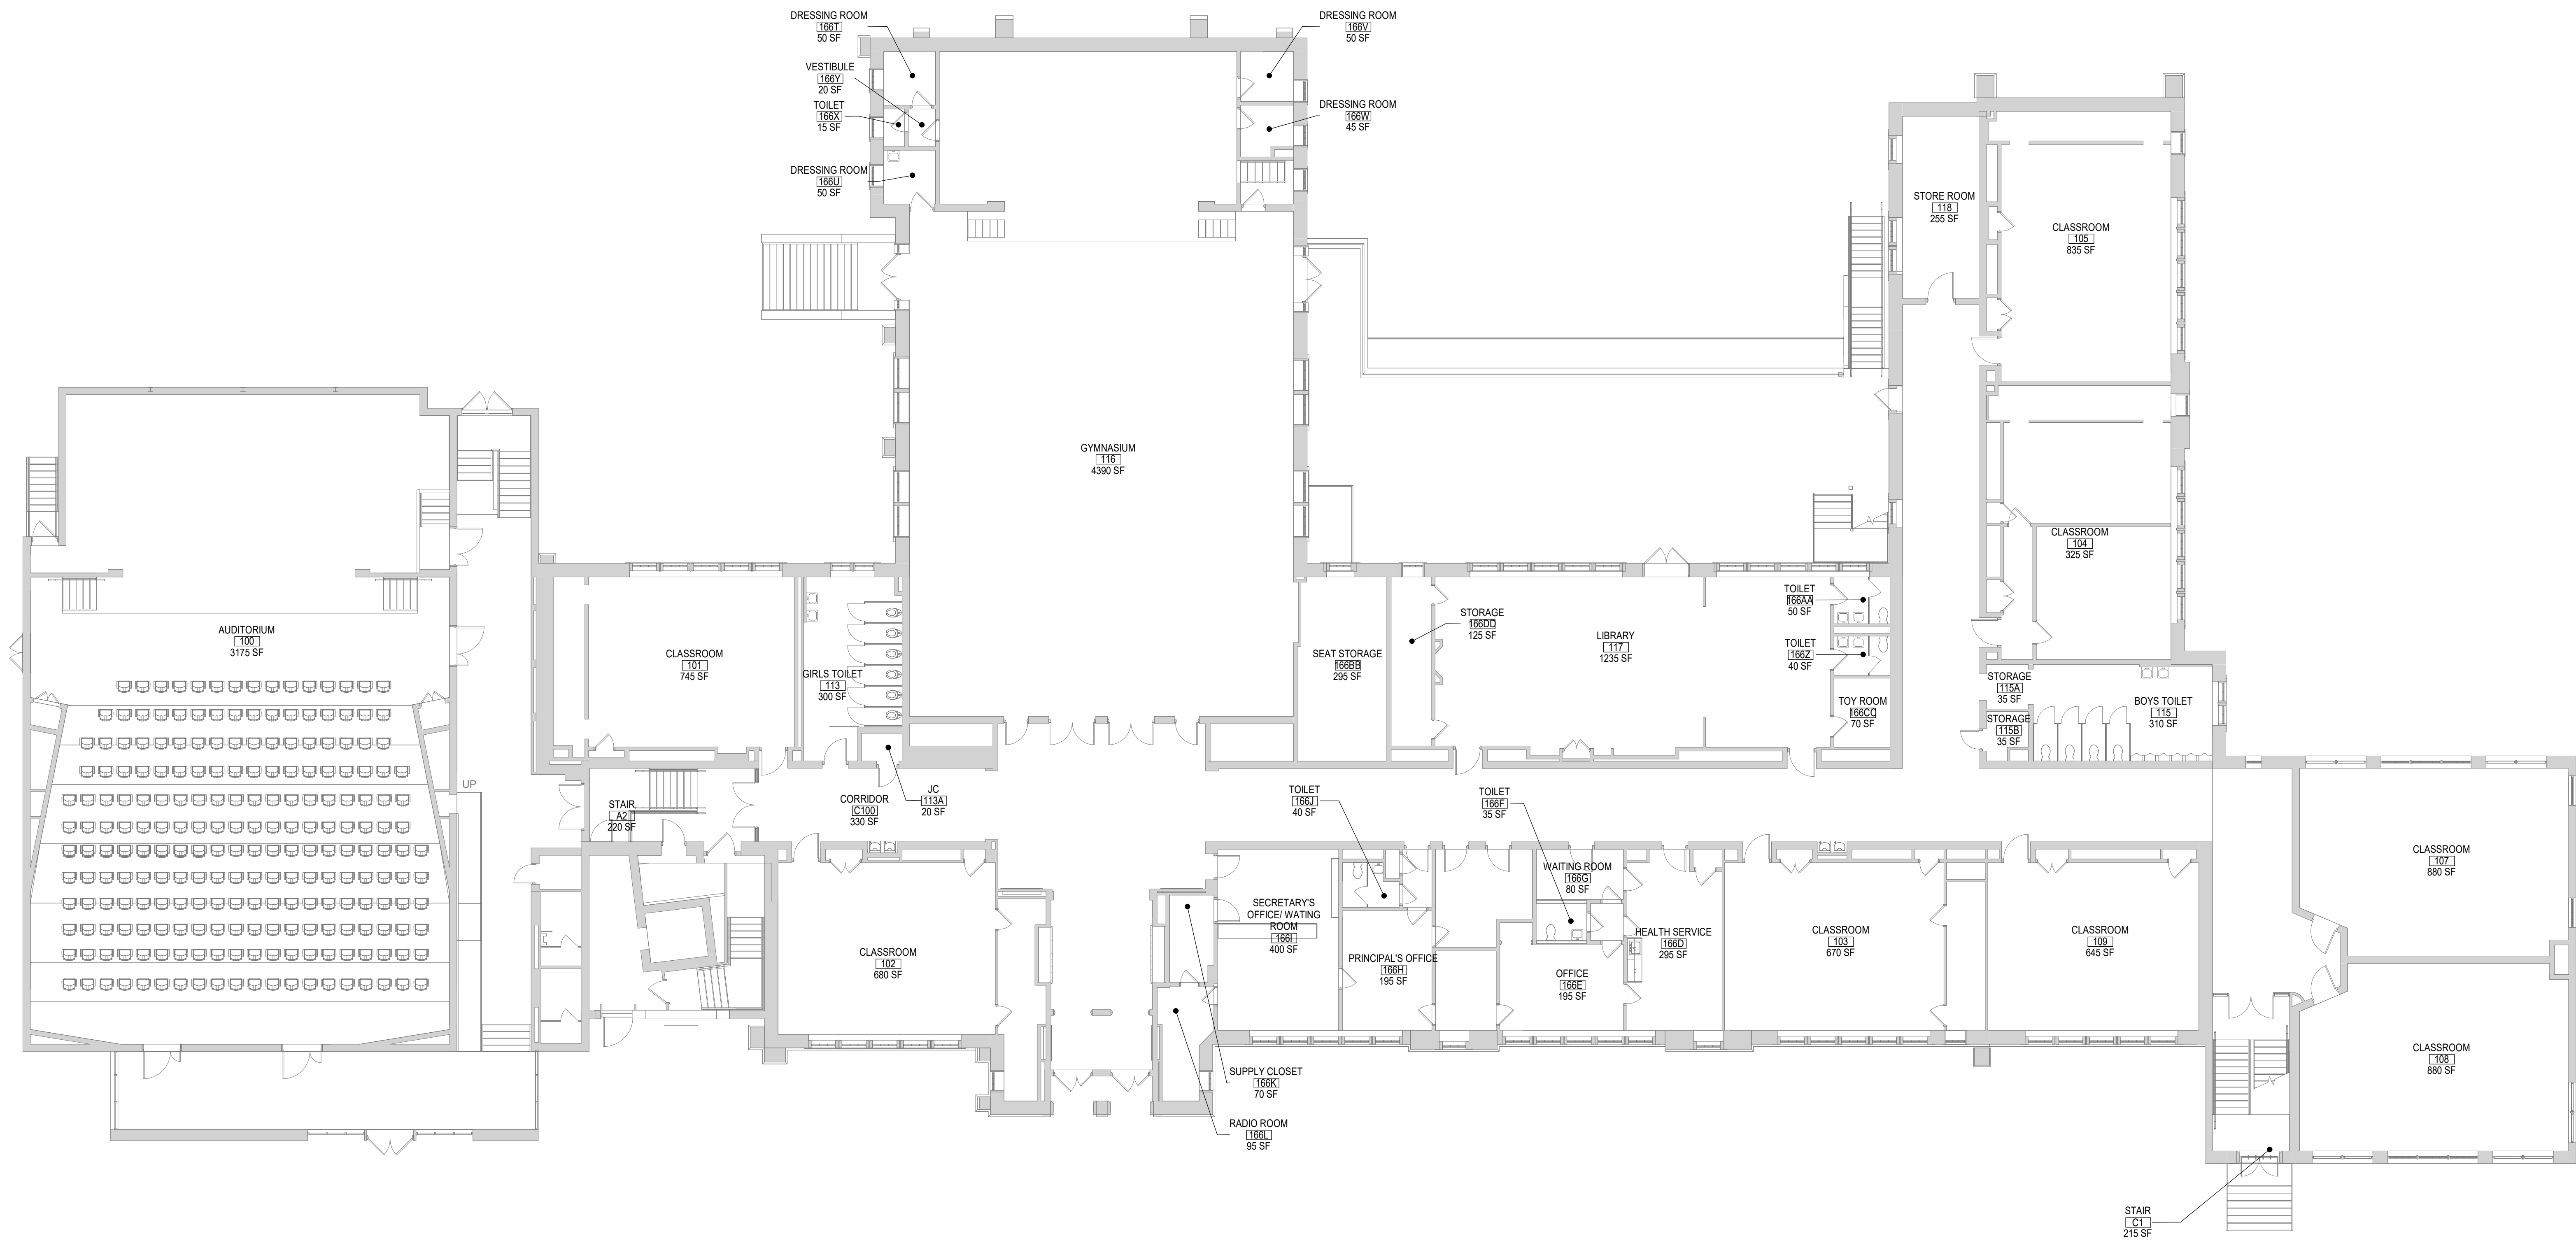 DRESSING ROOM
166T
50 SF
DRESSING ROOM
166V
50 SF
VESTIBULE
166Y
20 SF
TOILET
166X
15 SF
DRESSING ROOM
166W
45 SF
DRESSING ROOM
166U
50 SF
STORE ROOM
118
255 SF
CLASSROOM
105
835 SF
GYMNASIUM
116
4390 SF
CLASSROOM
104
325 SF
AUDITORIUM
100
3175 SF
CLASSROOM
101
745 SF
GIRLS TOILET
113
300 SF
SEAT STORAGE
166BB
295 SF
STORAGE
166DD
125 SF
LIBRARY
117
1235 SF
TOILET
166AA
50 SF
TOILET
166Z
40 SF
TOY ROOM
166CC
70 SF
STORAGE
115A
35 SF
STORAGE
115B
35 SF
BOYS TOILET
115
310 SF
UP
STAIR
A2
220 SF
CORRIDOR
C100
330 SF
JC
113A
20 SF
TOILET
166J
40 SF
TOILET
166F
35 SF
WAITING ROOM
166G
80 SF
CLASSROOM
107
880 SF
CLASSROOM
102
680 SF
SECRETARY'S
OFFICE/ WATING
ROOM
166I
400 SF
PRINCIPAL'S OFFICE
166H
195 SF
OFFICE
166E
195 SF
HEALTH SERVICE
166D
295 SF
CLASSROOM
103
670 SF
CLASSROOM
109
645 SF
CLASSROOM
108
880 SF
SUPPLY CLOSET
166K
70 SF
RADIO ROOM
166L
95 SF
STAIR
C1
215 SF